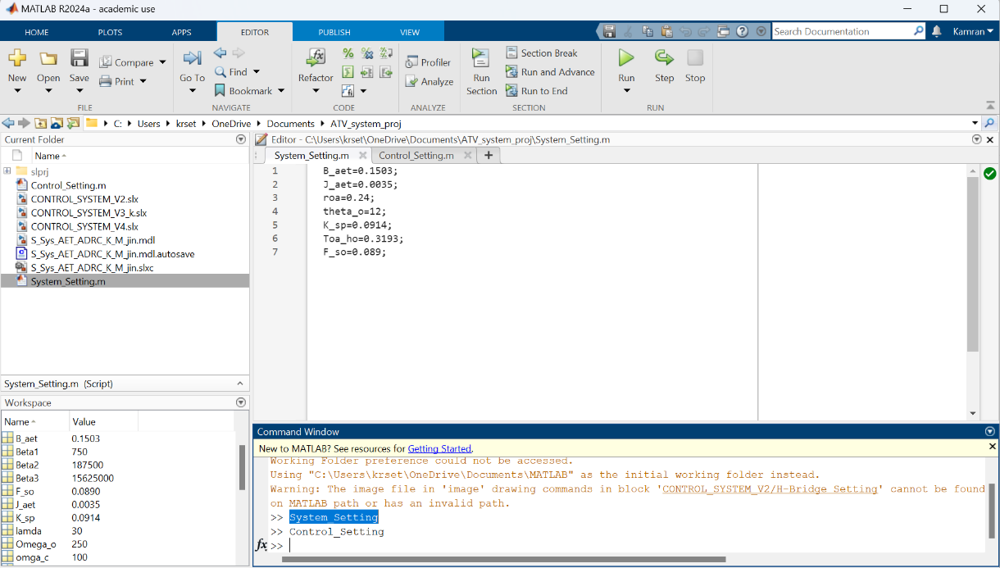 MATLAB R2024a - academic use
HOME PLOTS APPS EDITOR PUBLISH VIEW
Search Documentation
Kamran
New Open Save Compare Print
FILE
Go To Find Bookmark
NAVIGATE
Refactor
CODE
Profiler
Analyze
ANALYZE
Run Section
Section Break
Run and Advance
Run to End
SECTION
Run Step Stop
RUN
C: Users krset OneDrive Documents ATV_system_proj
Current Folder
Name
slprj
Control_Setting.m
CONTROL_SYSTEM_V2.slx
CONTROL_SYSTEM_V3_k.slx
CONTROL_SYSTEM_V4.slx
S_Sys_AET_ADRC_K_M_jin.mdl
S_Sys_AET_ADRC_K_M_jin.mdl.autosave
S_Sys_AET_ADRC_K_M_jin.slxc
System_Setting.m
System_Setting.m (Script)
Workspace
Name Value
B_aet 0.1503
Beta1 750
Beta2 187500
Beta3 15625000
F_so 0.0890
J_aet 0.0035
K_sp 0.0914
lamda 30
Omega_o 250
omga_c 100
Editor - C:\Users\krset\OneDrive\Documents\ATV_system_proj\System_Setting.m
System_Setting.m Control_Setting.m +
1 B_aet=0.1503;
2 J_aet=0.0035;
3 roa=0.24;
4 theta_o=12;
5 K_sp=0.0914;
6 Toa_ho=0.3193;
7 F_so=0.089;
Command Window
New to MATLAB? See resources for Getting Started.
Working Folder preference could not be accessed.
Using "C:\Users\krset\OneDrive\Documents\MATLAB" as the initial working folder instead.
Warning: The image file in 'image' drawing commands in block 'CONTROL_SYSTEM_V2/H-Bridge Setting' cannot be found
on MATLAB path or has an invalid path.
>> System_Setting
>> Control_Setting
fx >>